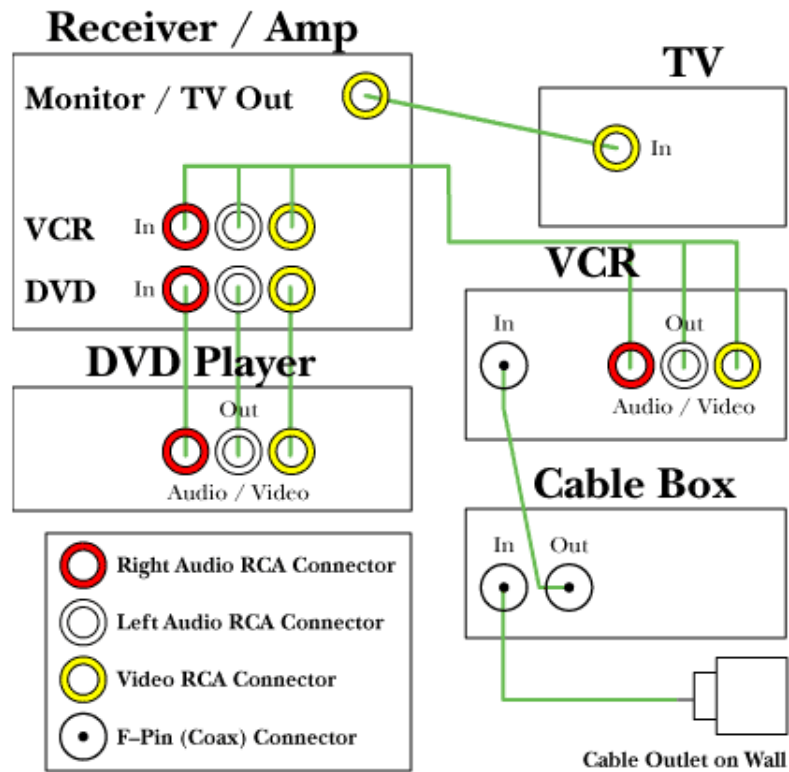 Receiver / Amp
Monitor / TV Out
VCR In
DVD In
TV
In
VCR
In
Out
Audio / Video
DVD Player
Out
Audio / Video
Cable Box
In Out
Cable Outlet on Wall
Right Audio RCA Connector
Left Audio RCA Connector
Video RCA Connector
F–Pin (Coax) Connector